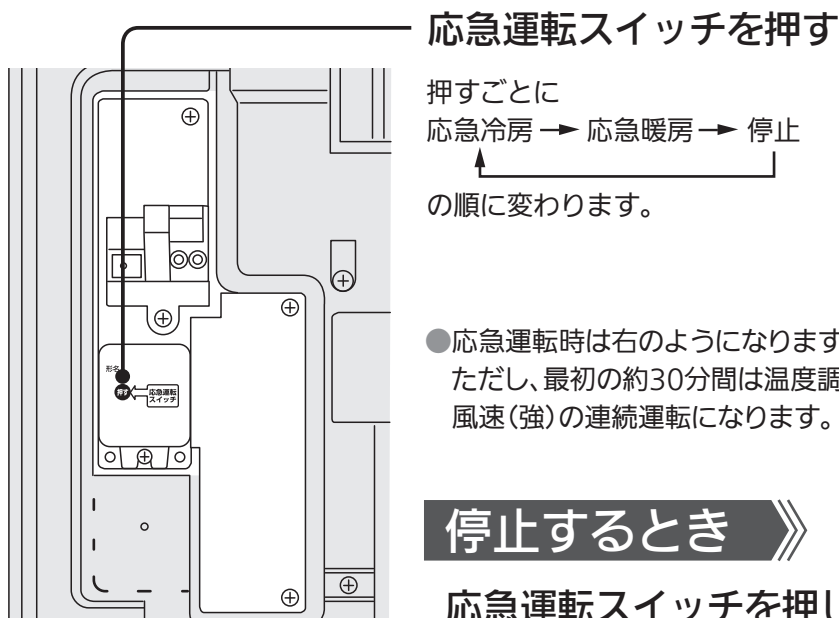 応急運転スイッチを押す
押すごとに
応急冷房 → 応急暖房 → 停止
の順に変わります。
形名
押す
応急運転
スイッチ
●応急運転時は右のようになります
ただし、最初の約30分間は温度調
風速(強)の連続運転になります。
停止するとき
応急運転スイッチを押し